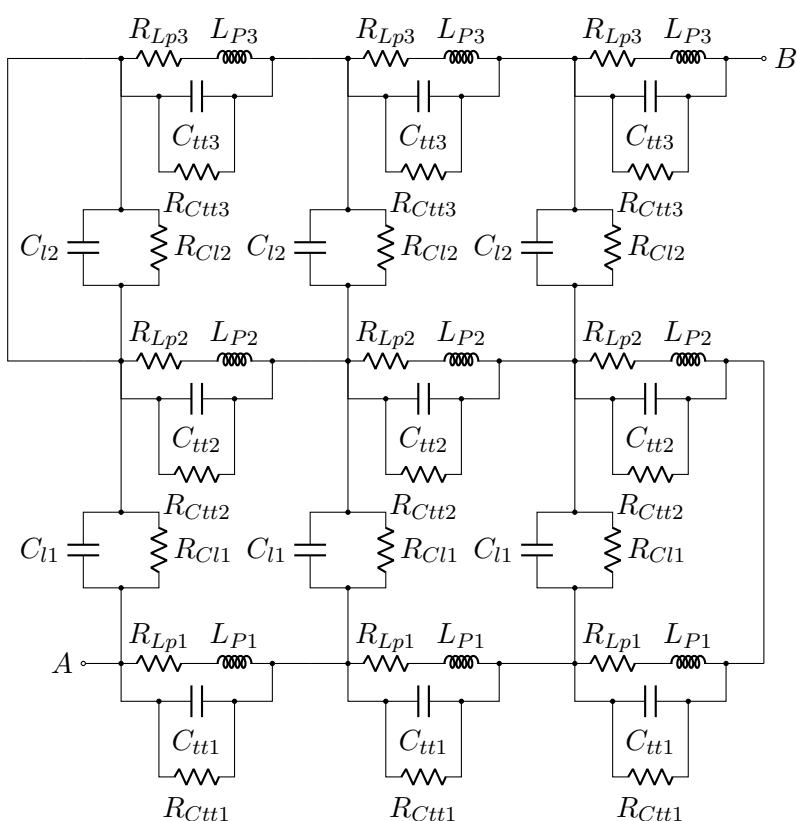 R_{Lp3} L_{P3} R_{Lp3} L_{P3} R_{Lp3} L_{P3}
B
C_{tt3} C_{tt3} C_{tt3}
R_{Ctt3} R_{Ctt3} R_{Ctt3}
C_{l2} R_{Cl2} C_{l2} R_{Cl2} C_{l2} R_{Cl2}
R_{Lp2} L_{P2} R_{Lp2} L_{P2} R_{Lp2} L_{P2}
C_{tt2} C_{tt2} C_{tt2}
R_{Ctt2} R_{Ctt2} R_{Ctt2}
C_{l1} R_{Cl1} C_{l1} R_{Cl1} C_{l1} R_{Cl1}
R_{Lp1} L_{P1} R_{Lp1} L_{P1} R_{Lp1} L_{P1}
A
C_{tt1} C_{tt1} C_{tt1}
R_{Ctt1} R_{Ctt1} R_{Ctt1}